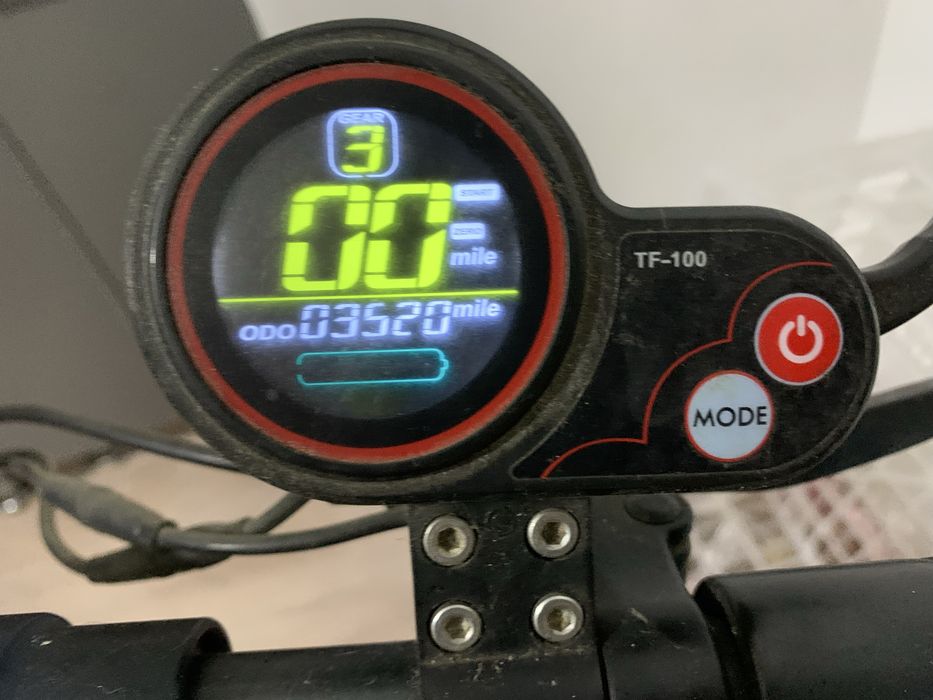 GEAR
3
00
START
ZERO
mile
ODO 03520 mile
TF-100
MODE